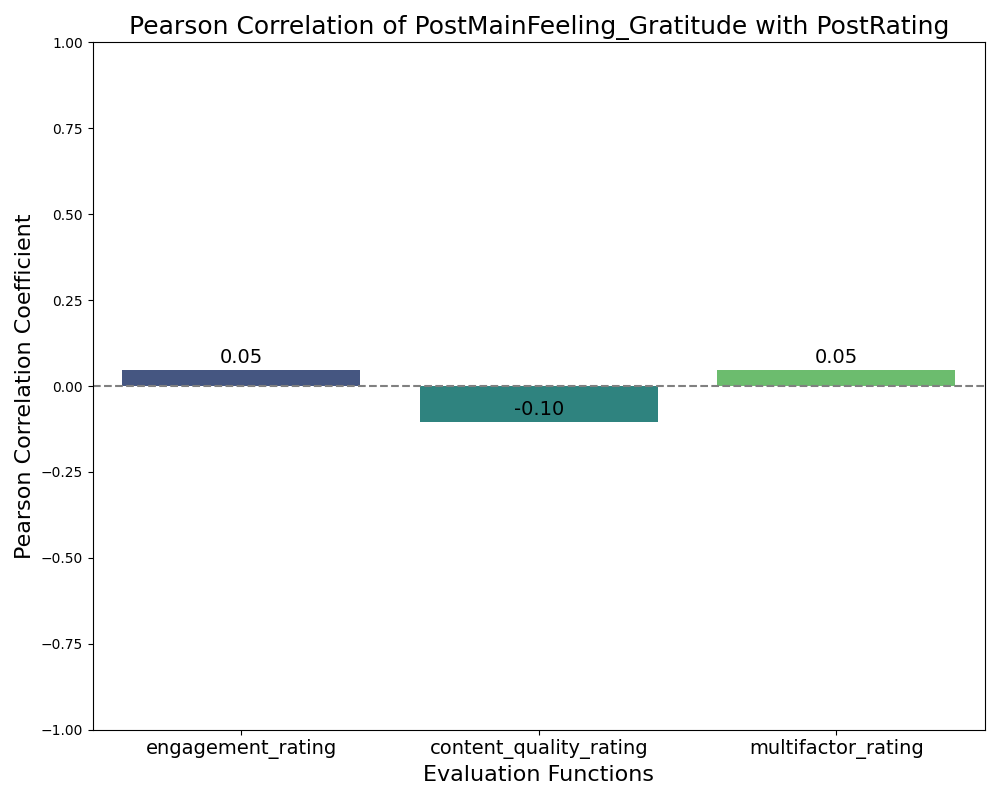 Pearson Correlation of PostMainFeeling_Gratitude with PostRating
1.00
0.75
0.50
0.25
0.00
−0.25
−0.50
−0.75
−1.00
Pearson Correlation Coefficient
0.05
-0.10
0.05
engagement_rating
content_quality_rating
multifactor_rating
Evaluation Functions